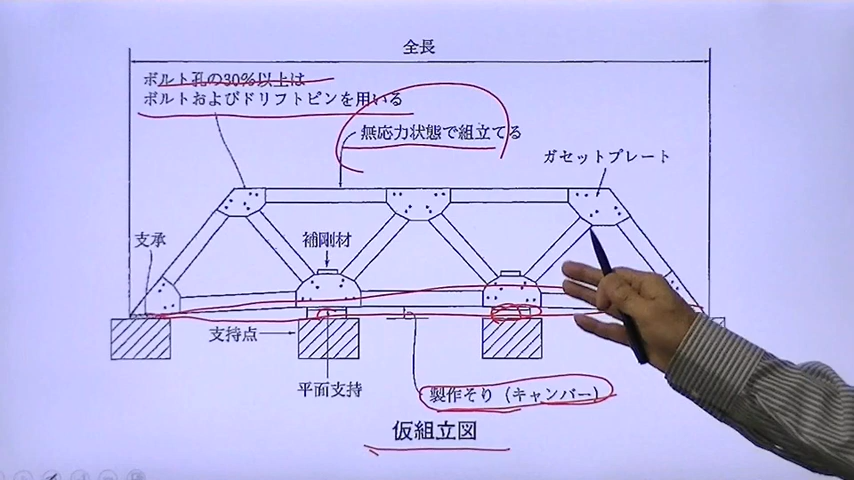 全長
ボルト孔の30%以上は
ボルトおよびドリフトピンを用いる
無応力状態で組立てる
ガセットプレート
支承
補剛材
支持点
平面支持
製作そり (キャンバー)
仮組立図